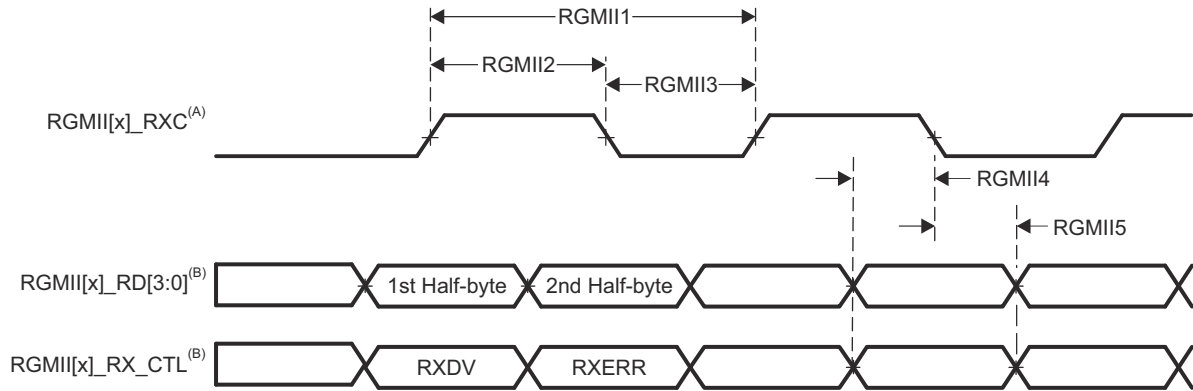 RGMII1
RGMII2
RGMII3
RGMII[x]_RXC(A)
RGMII4
RGMII5
RGMII[x]_RD[3:0](B)
1st Half-byte
2nd Half-byte
RGMII[x]_RX_CTL(B)
RXDV
RXERR